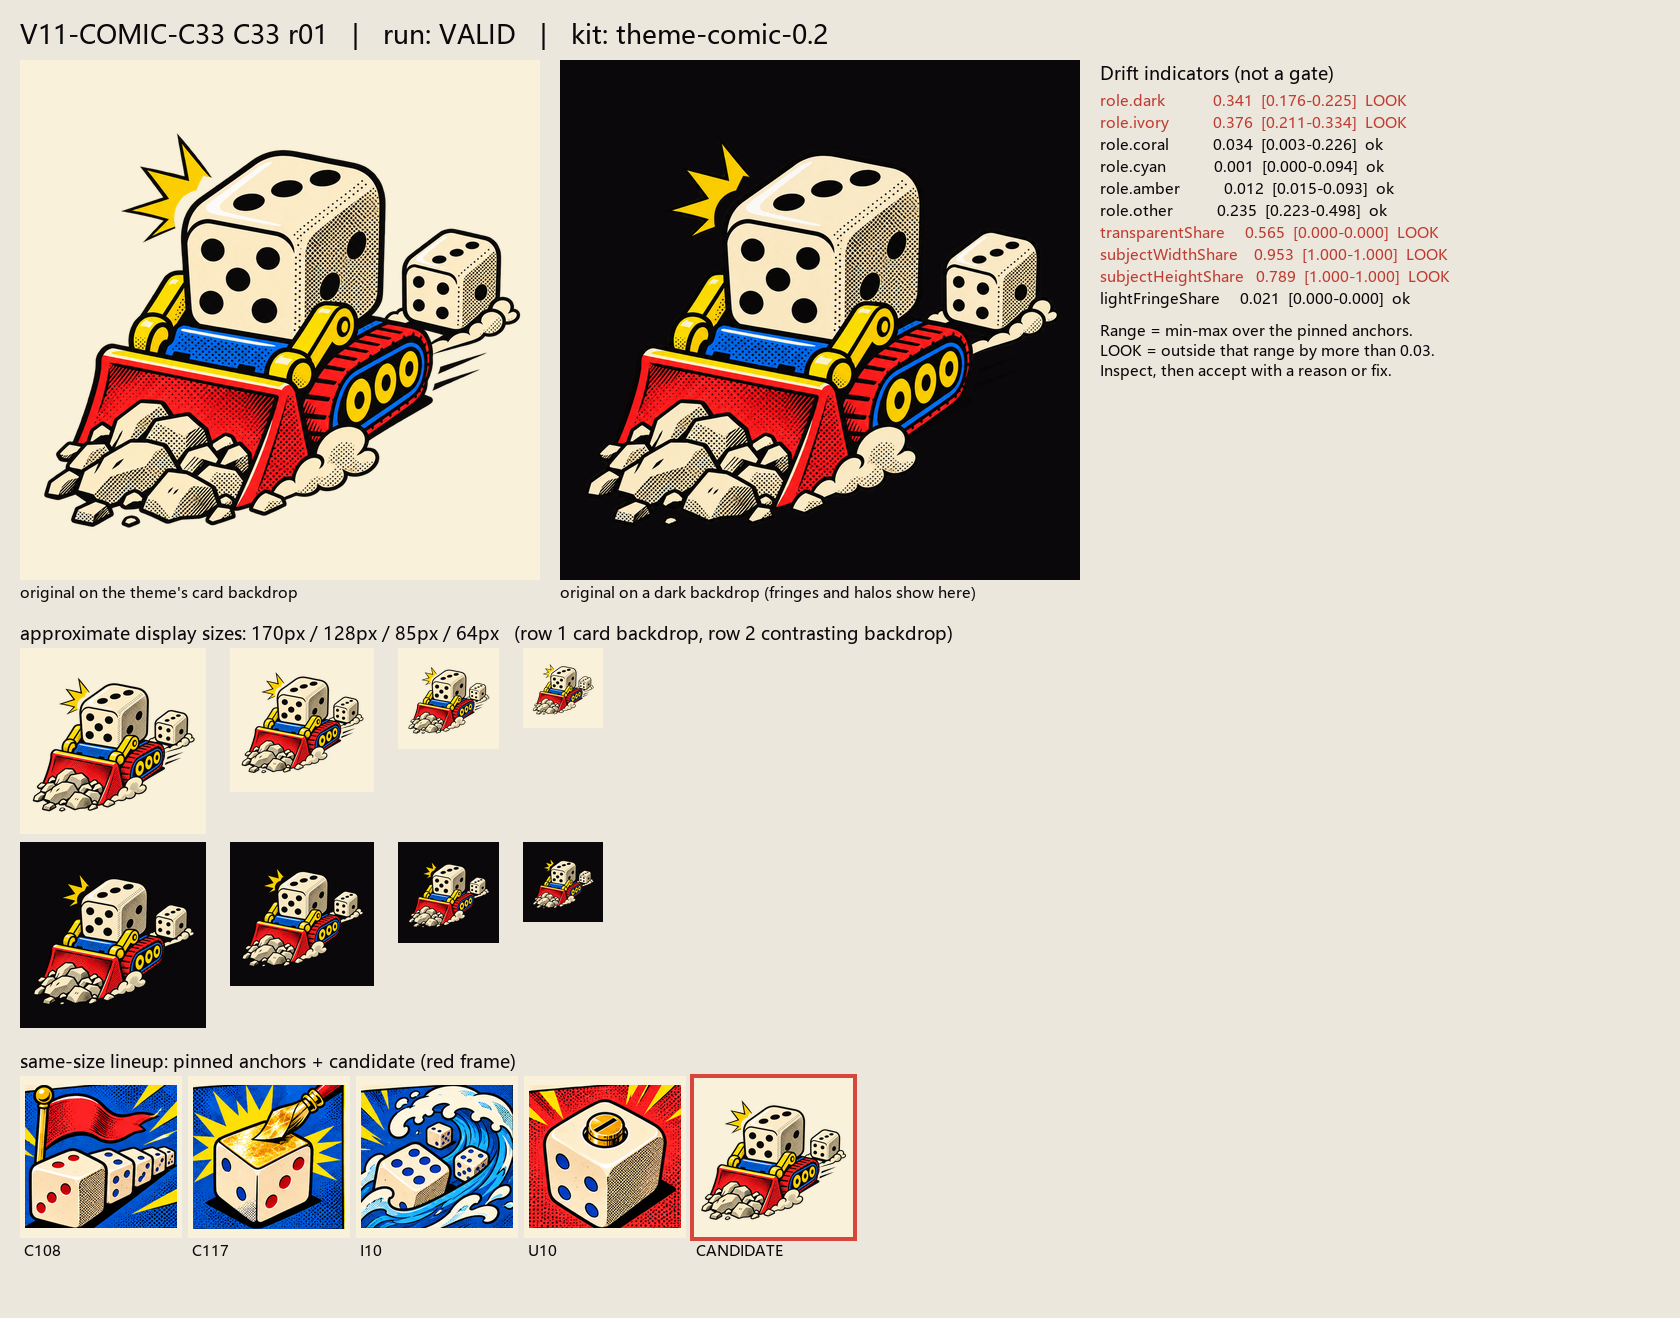 V11-COMIC-C33 C33 r01 | run: VALID | kit: theme-comic-0.2
Drift indicators (not a gate)
role.dark 0.341 [0.176-0.225] LOOK
role.ivory 0.376 [0.211-0.334] LOOK
role.coral 0.034 [0.003-0.226] ok
role.cyan 0.001 [0.000-0.094] ok
role.amber 0.012 [0.015-0.093] ok
role.other 0.235 [0.223-0.498] ok
transparentShare 0.565 [0.000-0.000] LOOK
subjectWidthShare 0.953 [1.000-1.000] LOOK
subjectHeightShare 0.789 [1.000-1.000] LOOK
lightFringeShare 0.021 [0.000-0.000] ok
Range = min-max over the pinned anchors.
LOOK = outside that range by more than 0.03.
Inspect, then accept with a reason or fix.
original on the theme's card backdrop
original on a dark backdrop (fringes and halos show here)
approximate display sizes: 170px / 128px / 85px / 64px (row 1 card backdrop, row 2 contrasting backdrop)
same-size lineup: pinned anchors + candidate (red frame)
C108
C117
I10
U10
CANDIDATE